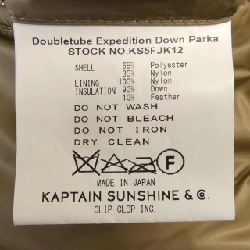 Doubletube Expedition Down Parka
STOCK NO.KS5FJK12
SHELL 65% Polyester
35% Nylon
LINING 100% Nylon
INSULATION 90% Down
10% Feather
DO NOT WASH
DO NOT BLEACH
DO NOT IRON
DRY CLEAN
F
MADE IN JAPAN
KAPTAIN SUNSHINE & C°.
CLIP CLOP INC.